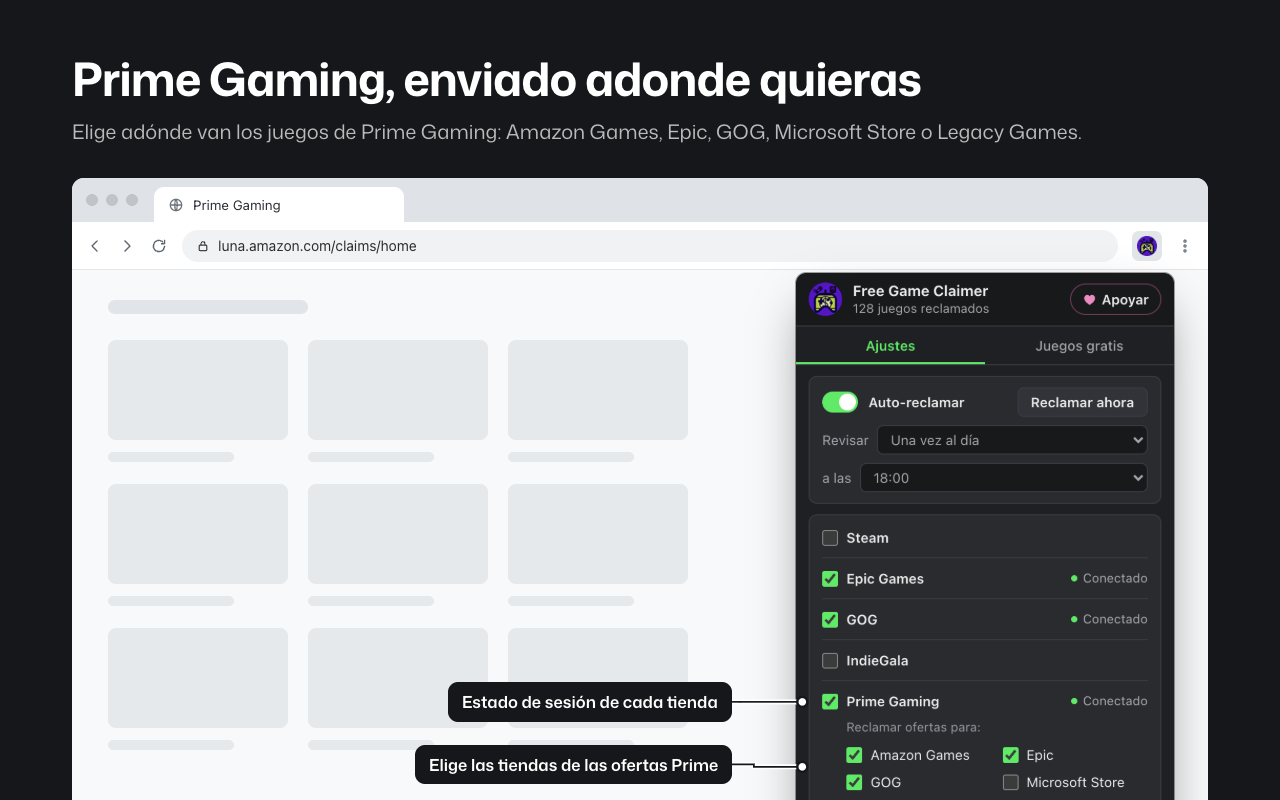 Prime Gaming, enviado adonde quieras
Elige adónde van los juegos de Prime Gaming: Amazon Games, Epic, GOG, Microsoft Store o Legacy Games.
Prime Gaming
luna.amazon.com/claims/home
Free Game Claimer
128 juegos reclamados
Apoyar
Ajustes
Juegos gratis
Auto-reclamar
Reclamar ahora
Revisar
Una vez al día
a las
18:00
Steam
Epic Games
Conectado
GOG
Conectado
IndieGala
Estado de sesión de cada tienda
Prime Gaming
Conectado
Reclamar ofertas para:
Elige las tiendas de las ofertas Prime
Amazon Games
Epic
GOG
Microsoft Store